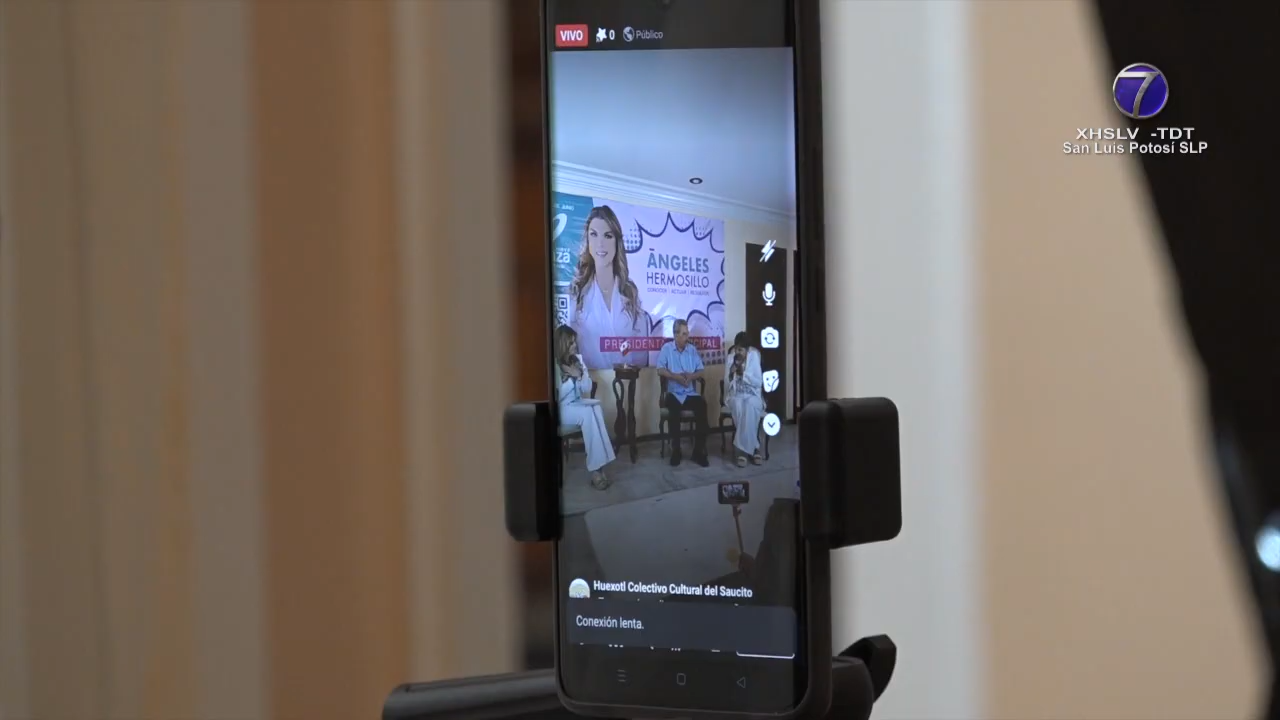 VIVO 0 Público
7
XHSLV -TDT
San Luis Potosí SLP
ÁNGELES
HERMOSILLO
PRESIDENT
Huexotl Colectivo Cultural del Saucito
Conexión lenta.